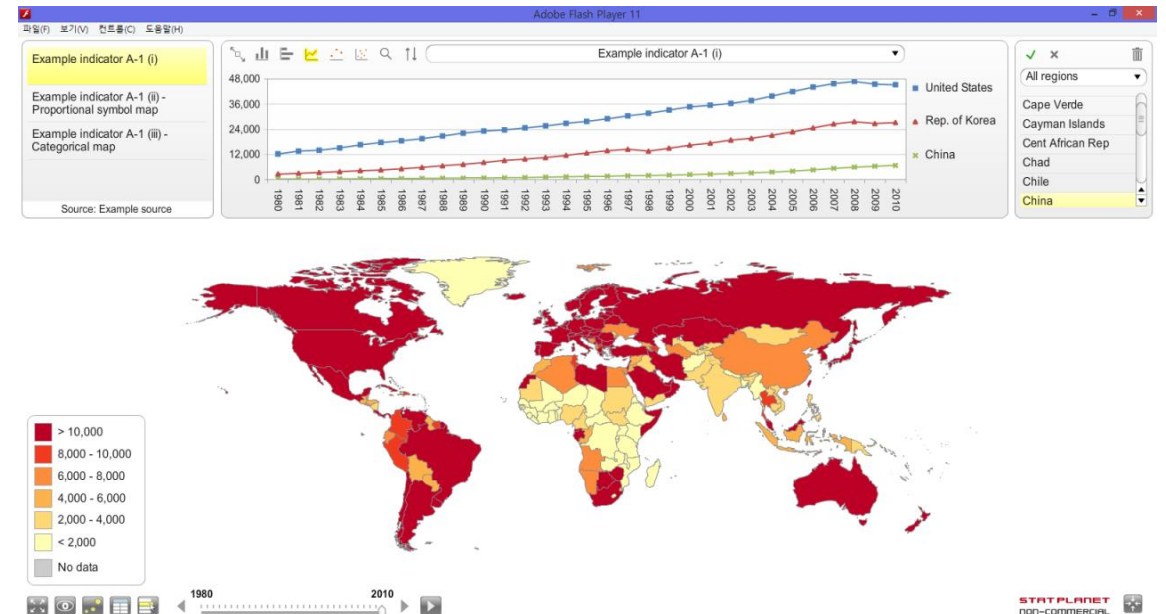 Adobe Flash Player 11
파일(F) 보기(V) 컨트롤(C) 도움말(H)
Example indicator A-1 (i)
Example indicator A-1 (ii) -
Proportional symbol map
Example indicator A-1 (iii) -
Categorical map
Source: Example source
Example indicator A-1 (i)
48,000
36,000
24,000
12,000
0
1980 1981 1982 1983 1984 1985 1986 1987 1988 1989 1990 1991 1992 1993 1994 1995 1996 1997 1998 1999 2000 2001 2002 2003 2004 2005 2006 2007 2008 2009 2010
United States
Rep. of Korea
China
All regions
Cape Verde
Cayman Islands
Cent African Rep
Chad
Chile
China
> 10,000
8,000 - 10,000
6,000 - 8,000
4,000 - 6,000
2,000 - 4,000
< 2,000
No data
1980 2010
STATPLANET
NON-COMMERCIAL